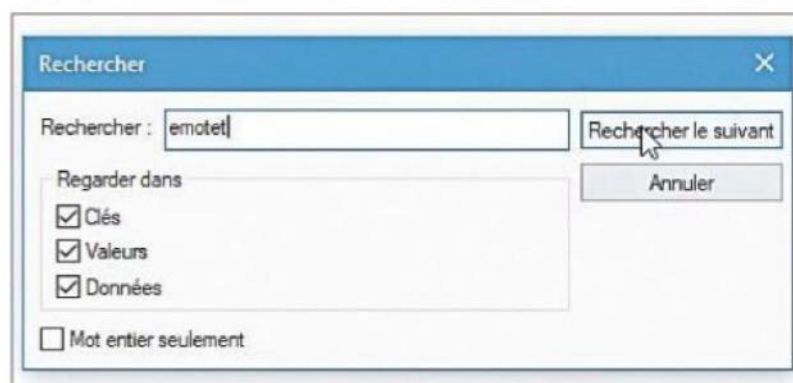 Rechercher
Rechercher : emotet
Rechercher le suivant
Annuler
Regarder dans
Clés
Valeurs
Données
Mot entier seulement